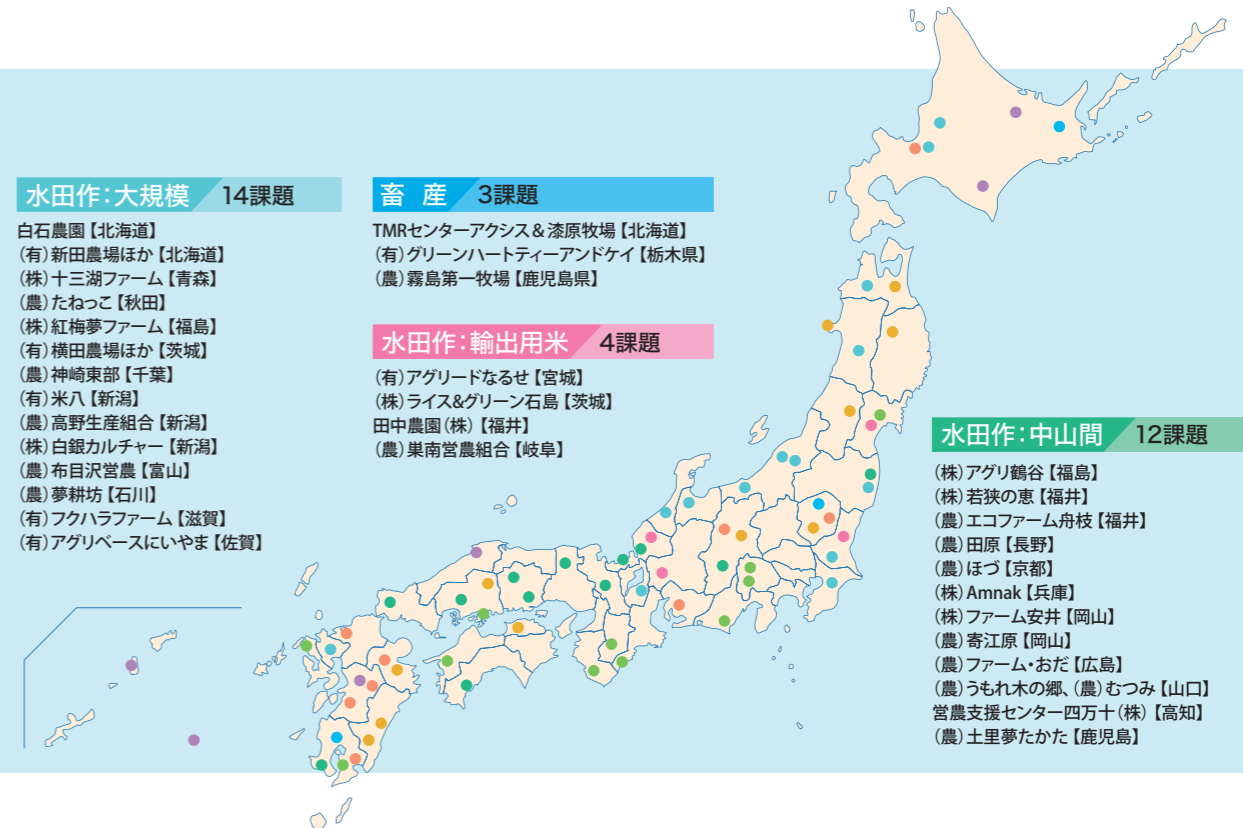 水田作：大規模 14課題
白石農園【北海道】
（有）新田農場ほか【北海道】
（株）十三湖ファーム【青森】
（農）たねっこ【秋田】
（株）紅梅夢ファーム【福島】
（有）横田農場ほか【茨城】
（農）神崎東部【千葉】
（有）米八【新潟】
（農）高野生産組合【新潟】
（株）白銀カルチャー【新潟】
（農）布目沢営農【富山】
（農）夢耕坊【石川】
（有）フクハラファーム【滋賀】
（有）アグリベースにいやま【佐賀】
畜 産 3課題
TMRセンターアクシス＆漆原牧場【北海道】
（有）グリーンハートティーアンドケイ【栃木県】
（農）霧島第一牧場【鹿児島県】
水田作：輸出用米 4課題
（有）アグリードなるせ【宮城】
（株）ライス&グリーン石島【茨城】
田中農園（株）【福井】
（農）巣南営農組合【岐阜】
水田作：中山間 12課題
（株）アグリ鶴谷【福島】
（株）若狭の恵【福井】
（農）エコファーム舟枝【福井】
（農）田原【長野】
（農）ほづ【京都】
（株）Amnak【兵庫】
（株）ファーム安井【岡山】
（農）寄江原【岡山】
（農）ファーム・おだ【広島】
（農）うもれ木の郷、（農）むつみ【山口】
営農支援センター四万十（株）【高知】
（農）土里夢たかた【鹿児島】